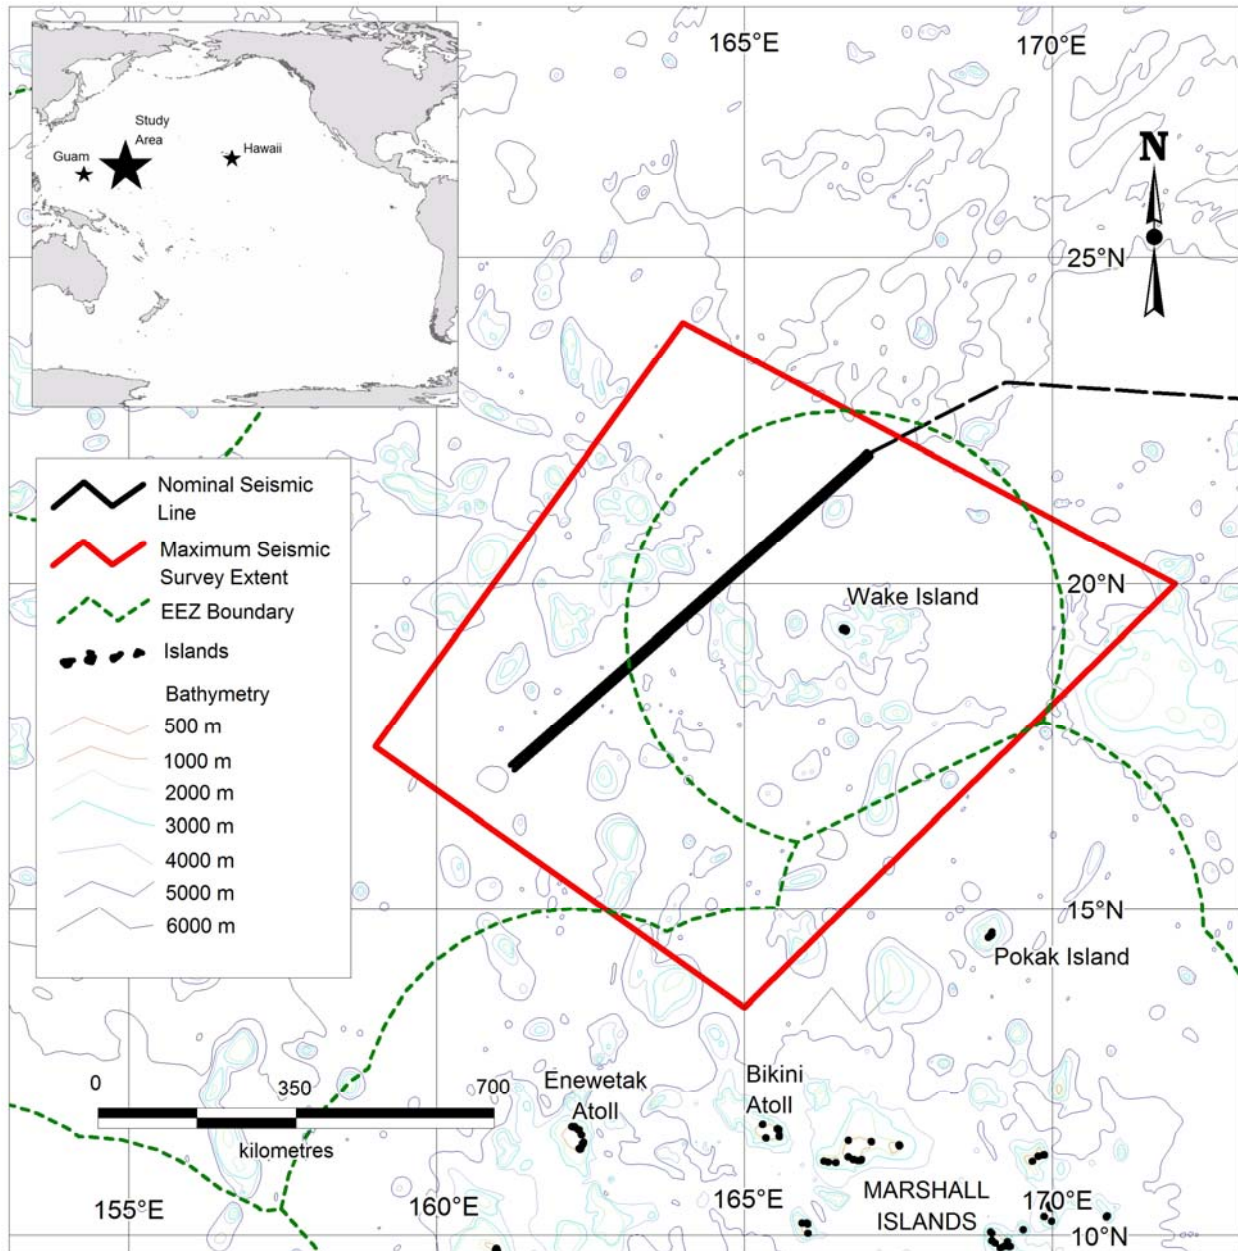 165°E
170°E
Study
Area
Guam
Hawaii
N
25°N
Nominal Seismic
Line
Maximum Seismic
Survey Extent
EEZ Boundary
Islands
Bathymetry
500 m
1000 m
2000 m
3000 m
4000 m
5000 m
6000 m
20°N
Wake Island
15°N
Pokak Island
0
350
700
kilometres
Enewetak
Atoll
Bikini
Atoll
MARSHALL
ISLANDS
155°E
160°E
165°E
170°E
10°N